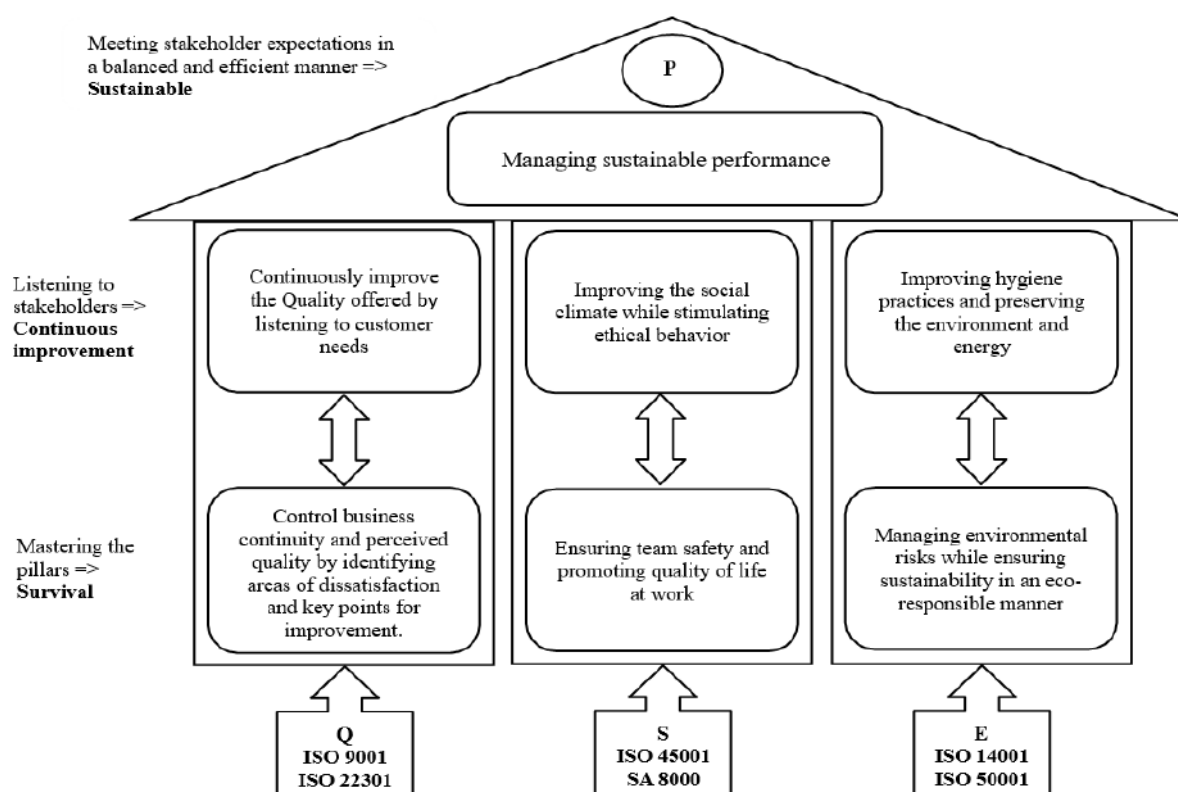 Meeting stakeholder expectations in
a balanced and efficient manner =>
Sustainable
P
Managing sustainable performance
Listening to
stakeholders =>
Continuous
improvement
Continuously improve
the Quality offered by
listening to customer
needs
Improving the social
climate while stimulating
ethical behavior
Improving hygiene
practices and preserving
the environment and
energy
Mastering the
pillars =>
Survival
Control business
continuity and perceived
quality by identifying
areas of dissatisfaction
and key points for
improvement.
Ensuring team safety and
promoting quality of life
at work
Managing environmental
risks while ensuring
sustainability in an eco-
responsible manner
Q
ISO 9001
ISO 22301
S
ISO 45001
SA 8000
E
ISO 14001
ISO 50001